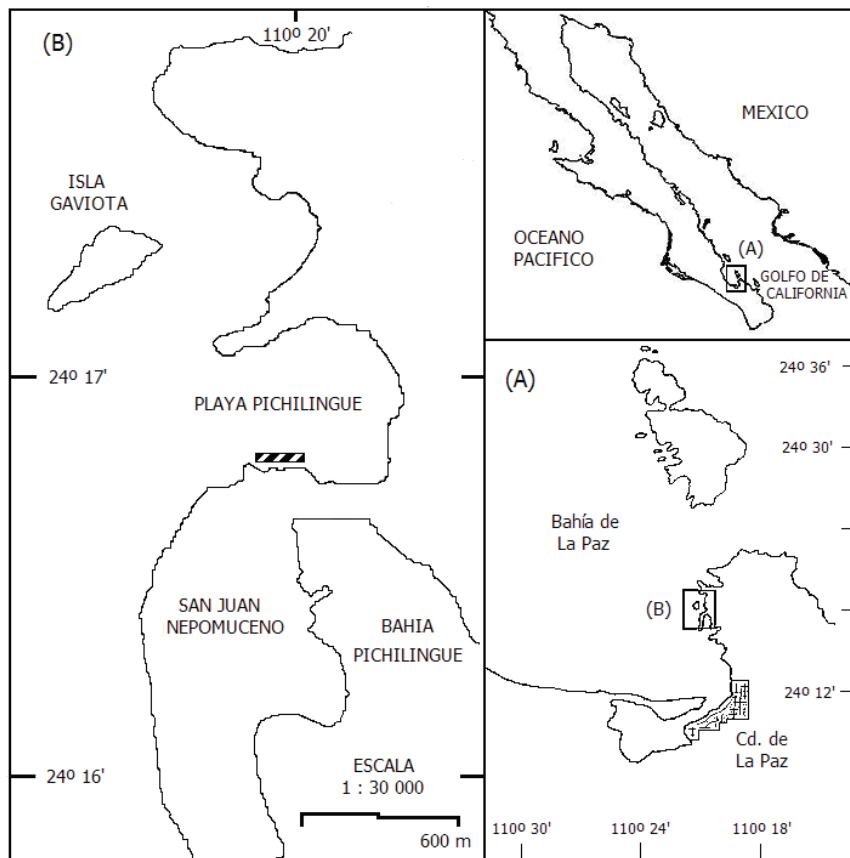 (B)
110º 20'
ISLA
GAVIOTA
24º 17'
PLAYA PICHILINGUE
SAN JUAN
NEPOMUCENO
BAHIA
PICHILINGUE
24º 16'
ESCALA
1 : 30 000
600 m
MEXICO
OCEANO
PACIFICO
(A)
GOLFO DE
CALIFORNIA
(A)
24º 36'
24º 30'
Bahía de
La Paz
(B)
24º 12'
Cd. de
La Paz
110º 30'
110º 24'
110º 18'